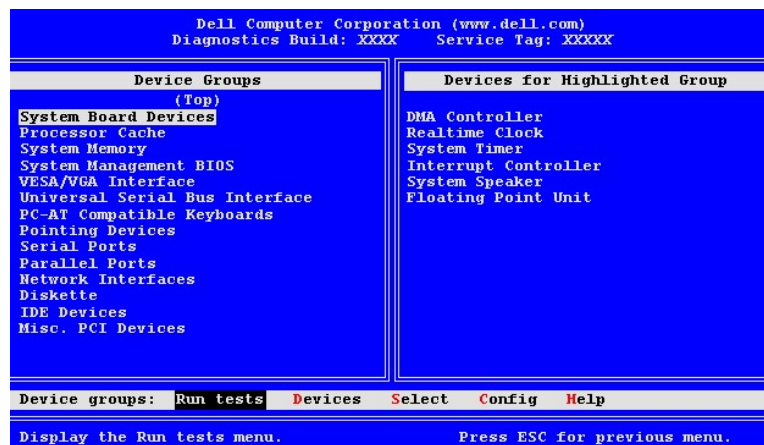 Dell Computer Corporation (www.dell.com)
Diagnostics Build: XXXX Service Tag: XXXXX
Device Groups
(Top)
System Board Devices
Processor Cache
System Memory
System Management BIOS
VESA/VGA Interface
Universal Serial Bus Interface
PC-AT Compatible Keyboards
Pointing Devices
Serial Ports
Parallel Ports
Network Interfaces
Diskette
IDE Devices
Misc. PCI Devices
Devices for Highlighted Group
DMA Controller
Realtime Clock
System Timer
Interrupt Controller
System Speaker
Floating Point Unit
Device groups: Run tests Devices Select Config Help
Display the Run tests menu. Press ESC for previous menu.